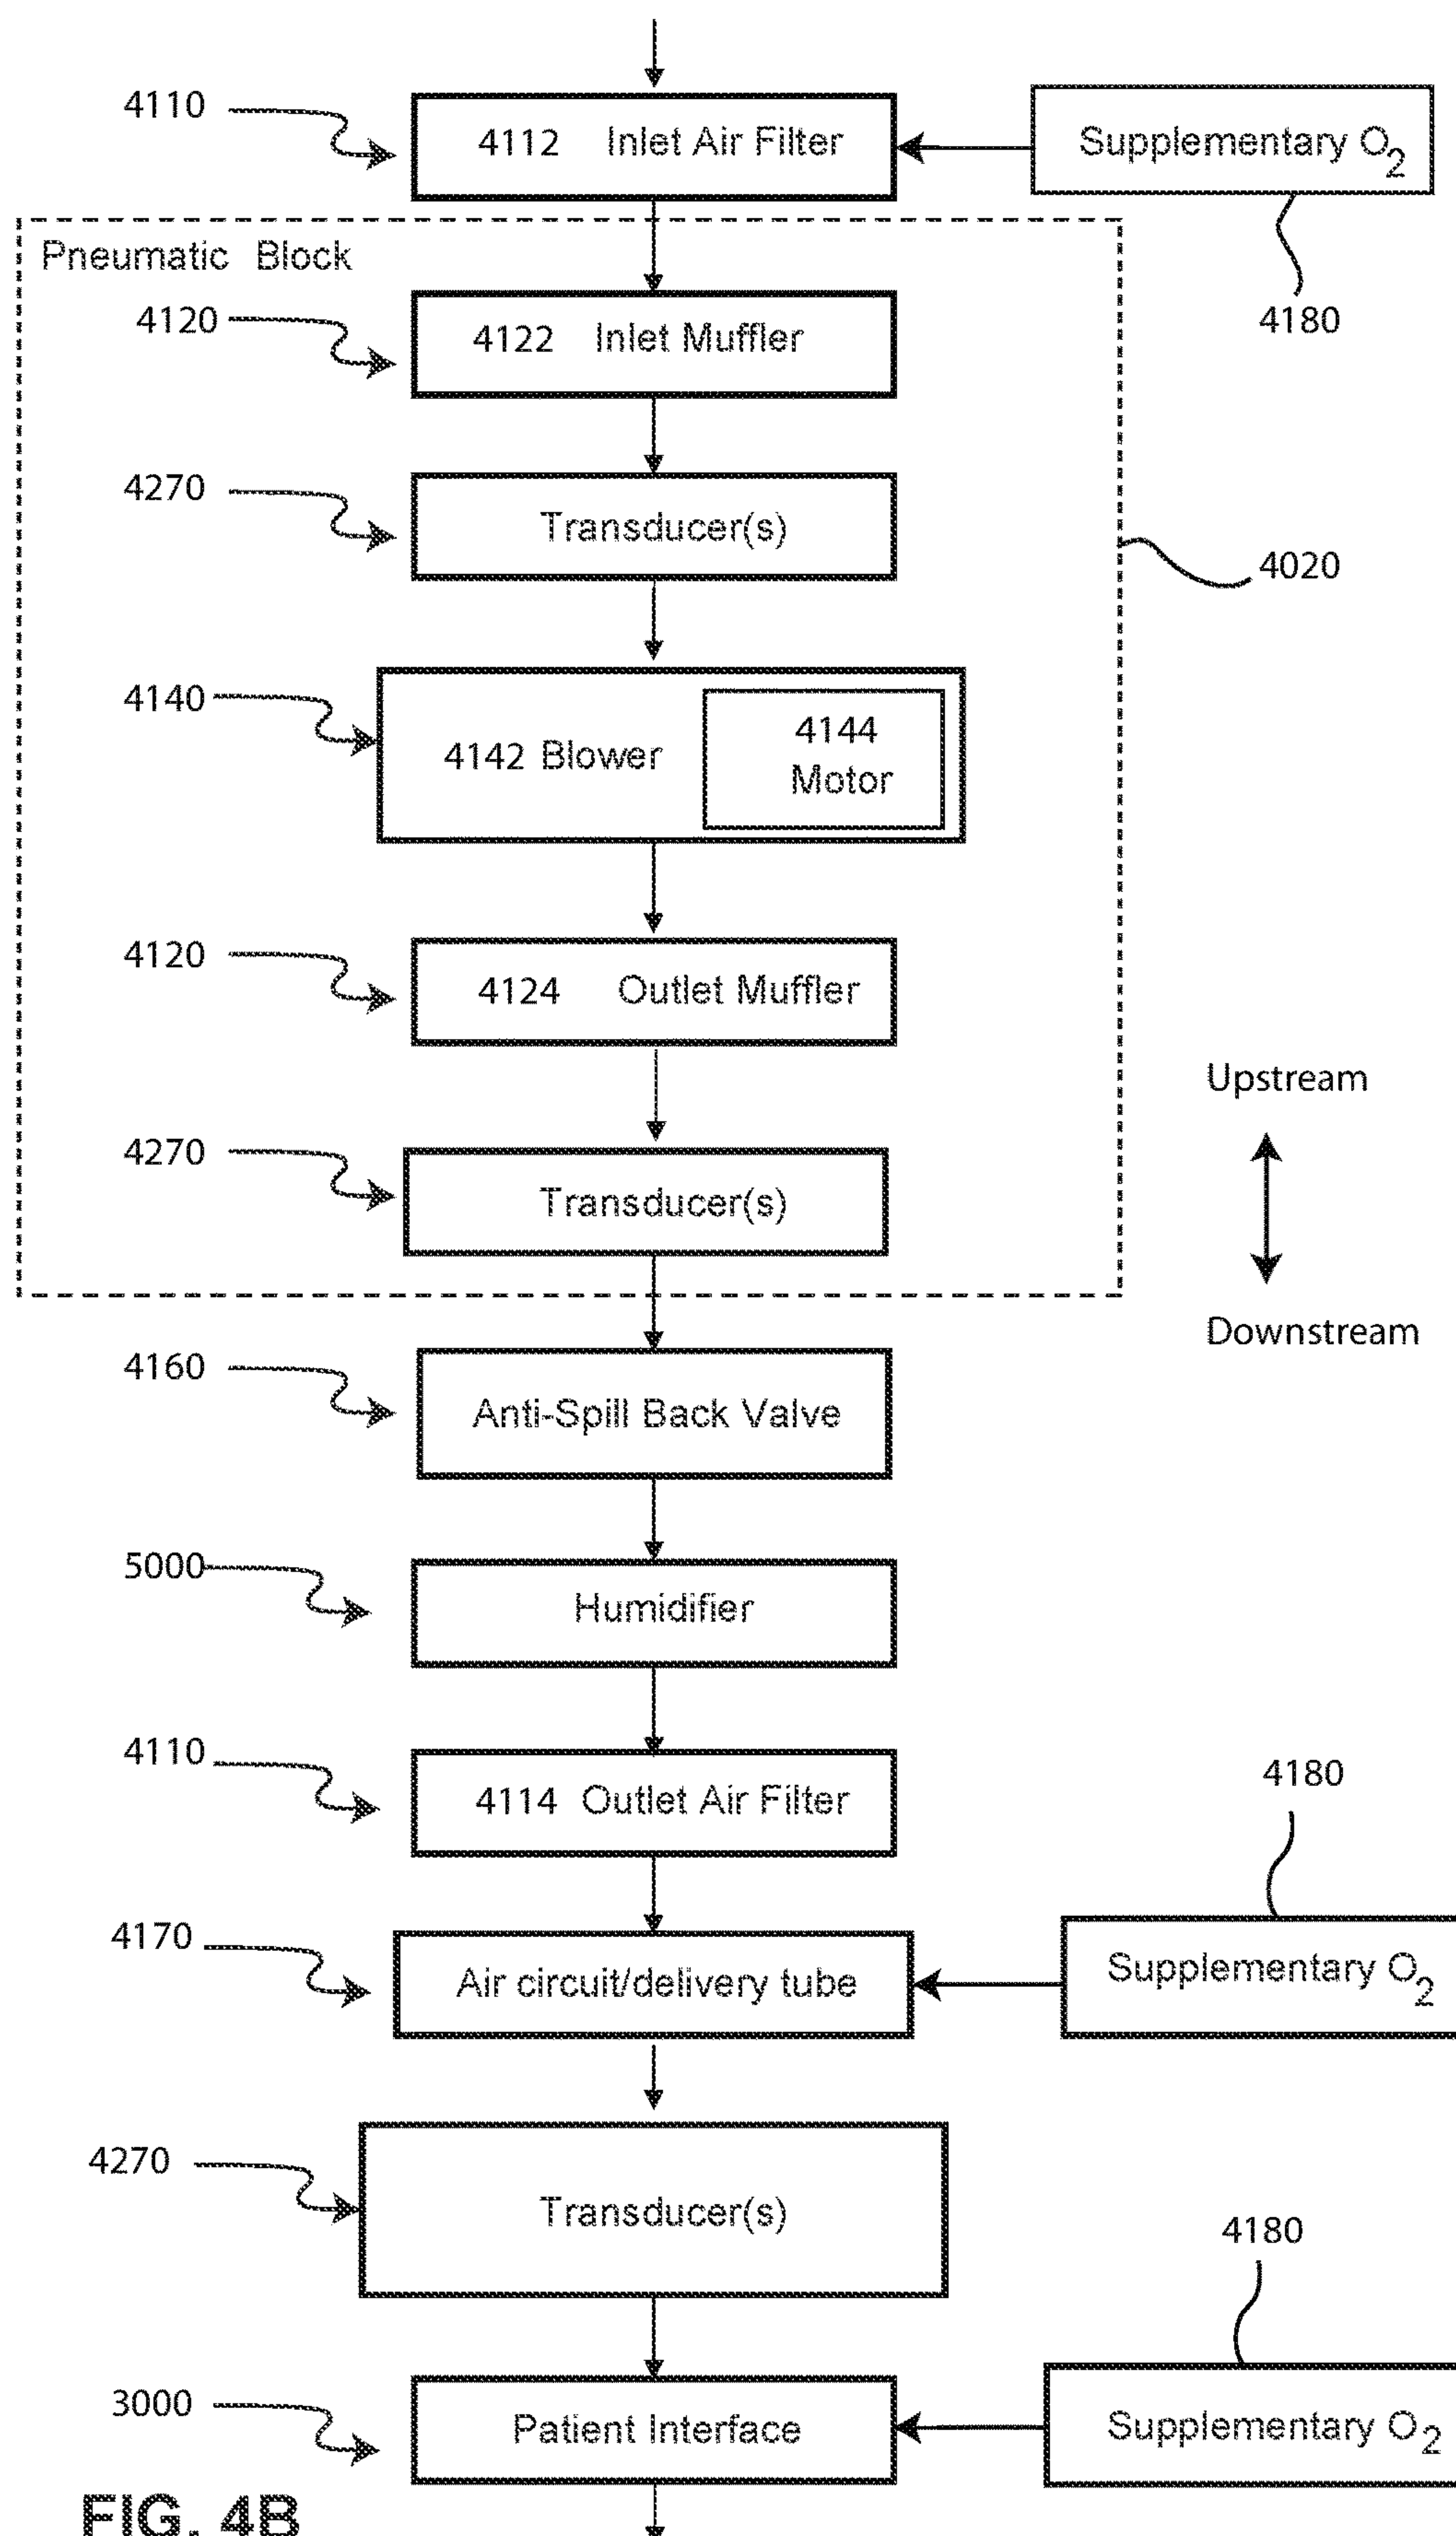 4110
4112 Inlet Air Filter
Supplementary O2
4180
Pneumatic Block
4120
4122 Inlet Muffler
4270
Transducer(s)
4020
4140
4142 Blower
4144
Motor
4120
4124 Outlet Muffler
Upstream
4270
Transducer(s)
Downstream
4160
Anti-Spill Back Valve
5000
Humidifier
4110
4114 Outlet Air Filter
4180
4170
Air circuit/delivery tube
Supplementary O2
4270
Transducer(s)
4180
3000
Patient Interface
Supplementary O2
FIG. 4B